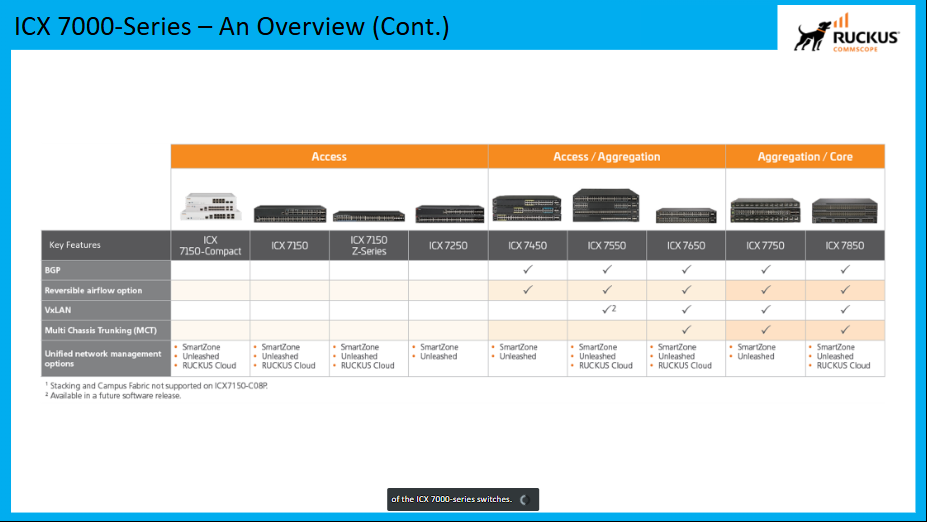 ICX 7000-Series – An Overview (Cont.)
RUCKUS
COMMSCOPE
Access
Access / Aggregation
Aggregation / Core
Key Features
ICX
7150-Compact
ICX 7150
ICX 7150
Z-Series
ICX 7250
ICX 7450
ICX 7550
ICX 7650
ICX 7750
ICX 7850
BGP
✓ ✓ ✓ ✓ ✓
Reversible airflow option
✓ ✓ ✓ ✓ ✓
VxLAN
✓² ✓ ✓ ✓
Multi Chassis Trunking (MCT)
✓ ✓ ✓
Unified network management
options
• SmartZone
• Unleashed
• RUCKUS Cloud
• SmartZone
• Unleashed
• RUCKUS Cloud
• SmartZone
• Unleashed
• RUCKUS Cloud
• SmartZone
• Unleashed
• SmartZone
• Unleashed
• SmartZone
• Unleashed
• RUCKUS Cloud
• SmartZone
• Unleashed
• RUCKUS Cloud
• SmartZone
• Unleashed
• SmartZone
• Unleashed
• RUCKUS Cloud
¹ Stacking and Campus Fabric not supported on ICX7150-C08P.
² Available in a future software release.
of the ICX 7000-series switches.